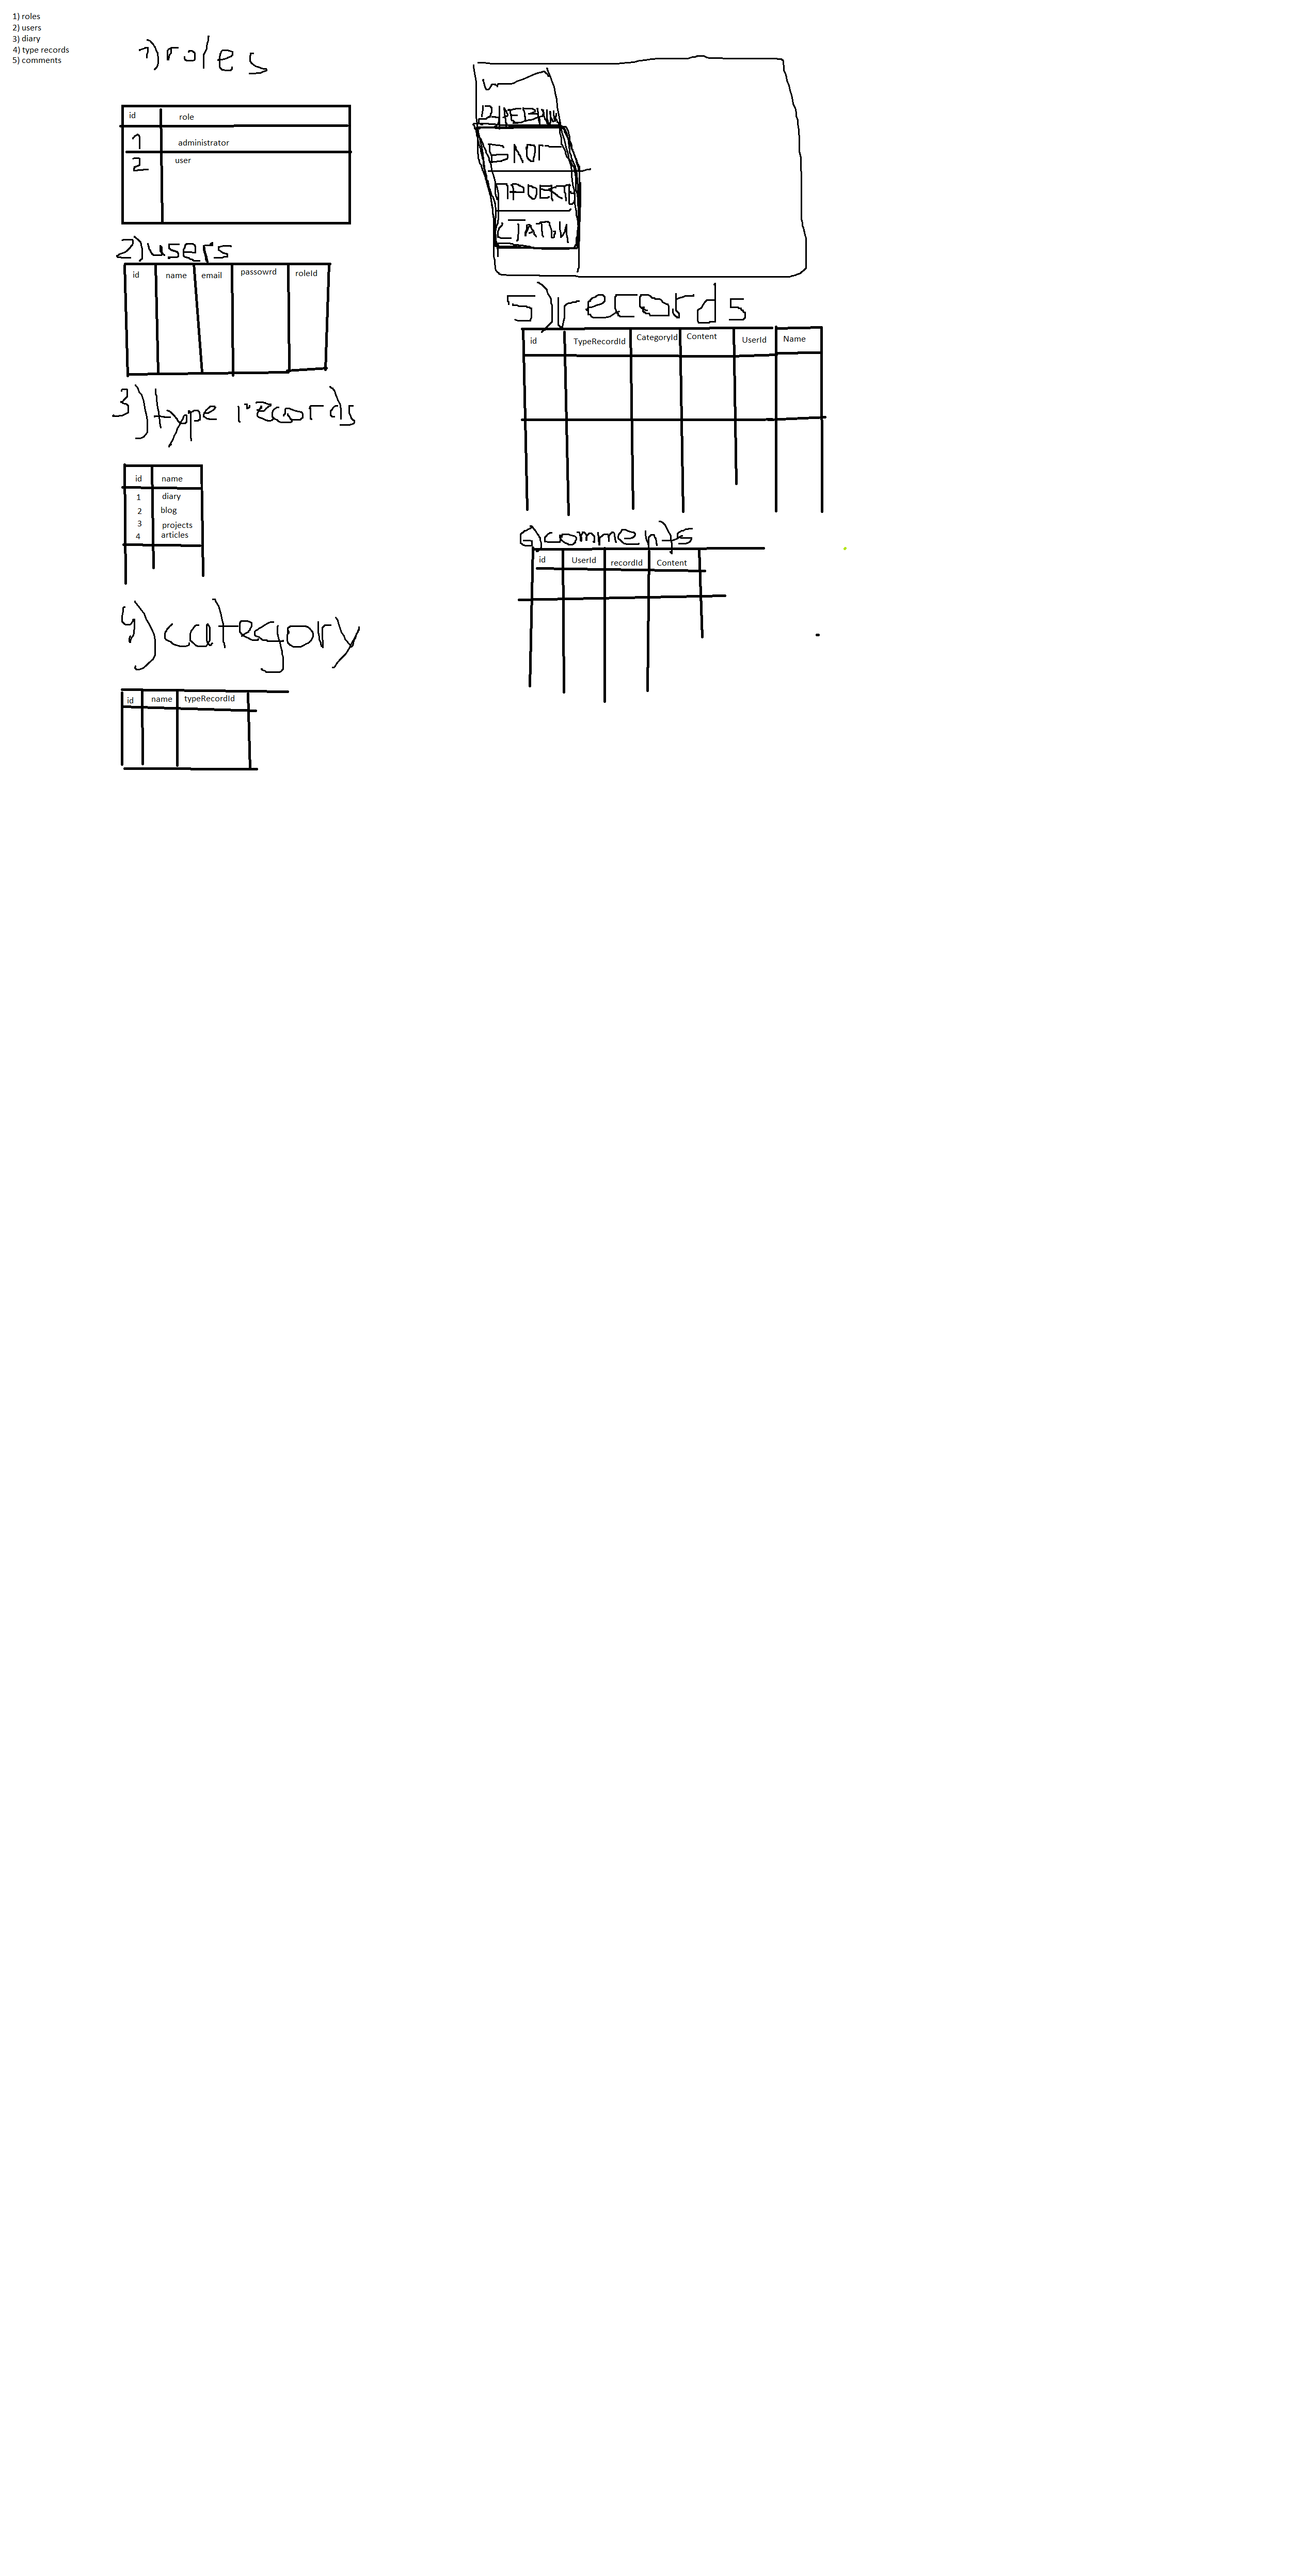 1) roles
2) users
3) diary
4) type records
5) comments
1) roles
id role
1 administrator
2 user
2) users
id name email passowrd roleId
3) type records
id name
1 diary
2 blog
3 projects
4 articles
4) category
id name typeRecordId
ДНЕВНИК
БЛОГ
ПРОЕКТЫ
СТАТЬИ
5) records
id TypeRecordId CategoryId Content UserId Name
6) comments
id UserId recordId Content